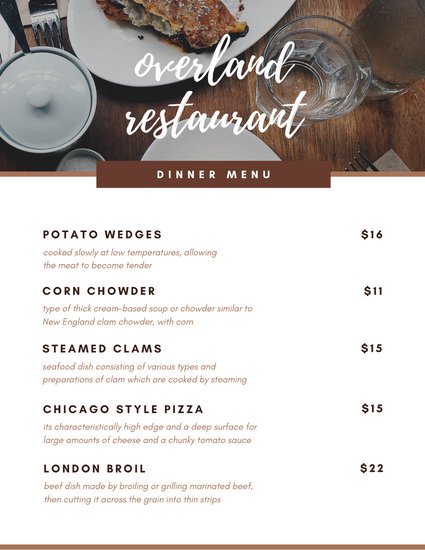 overland
restaurant
DINNER MENU
POTATO WEDGES $16
cooked slowly at low temperatures, allowing
the meat to become tender
CORN CHOWDER $11
type of thick cream-based soup or chowder similar to
New England clam chowder, with corn
STEAMED CLAMS $15
seafood dish consisting of various types and
preparations of clam which are cooked by steaming
CHICAGO STYLE PIZZA $15
its characteristically high edge and a deep surface for
large amounts of cheese and a chunky tomato sauce
LONDON BROIL $22
beef dish made by broiling or grilling marinated beef,
then cutting it across the grain into thin strips